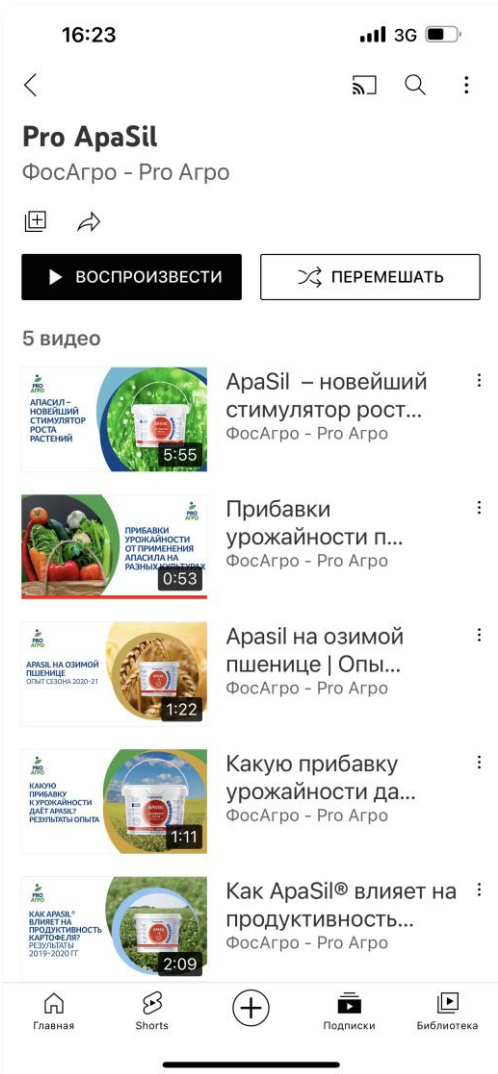 16:23
3G
Pro ApaSil
ФосАгро - Pro Агро
ВОСПРОИЗВЕСТИ
ПЕРЕМЕШАТЬ
5 видео
PRO
АГРО
АПАСИЛ –
НОВЕЙШИЙ
СТИМУЛЯТОР
РОСТА
РАСТЕНИЙ
APASIL
5:55
ApaSil – новейший
стимулятор рост...
ФосАгро - Pro Агро
PRO
АГРО
ПРИБАВКИ
УРОЖАЙНОСТИ
ОТ ПРИМЕНЕНИЯ
АПАСИЛА НА
РАЗНЫХ КУЛЬТУРАХ
0:53
Прибавки
урожайности п...
ФосАгро - Pro Агро
PRO
АГРО
APASIL НА ОЗИМОЙ
ПШЕНИЦЕ
ОПЫТ СЕЗОНА 2020-21
1:22
Apasil на озимой
пшенице | Опы...
ФосАгро - Pro Агро
PRO
АГРО
КАКУЮ
ПРИБАВКУ
К УРОЖАЙНОСТИ
ДАЁТ APASIL?
РЕЗУЛЬТАТЫ ОПЫТА
APASIL
1:11
Какую прибавку
урожайности да...
ФосАгро - Pro Агро
PRO
АГРО
КАК APASIL®
ВЛИЯЕТ НА
ПРОДУКТИВНОСТЬ
КАРТОФЕЛЯ?
РЕЗУЛЬТАТЫ
2019–2020 ГГ
APASIL
2:09
Как ApaSil® влияет на
продуктивность...
ФосАгро - Pro Агро
Главная
Shorts
Подписки
Библиотека